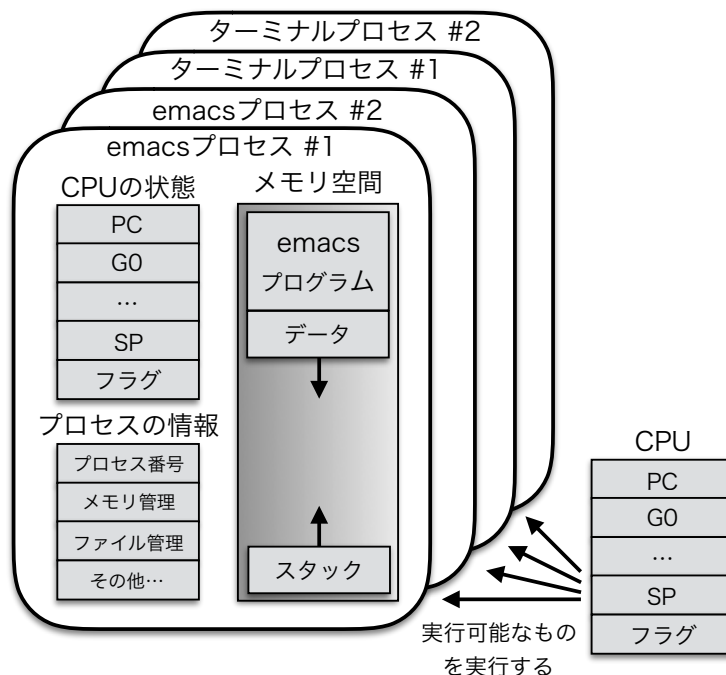 ターミナルプロセス #2
ターミナルプロセス #1
emacsプロセス #2
emacsプロセス #1
CPUの状態
PC
G0
…
SP
フラグ
プロセスの情報
プロセス番号
メモリ管理
ファイル管理
その他…
メモリ空間
emacs
プログラム
データ
スタック
CPU
PC
G0
…
SP
フラグ
実行可能なもの
を実行する